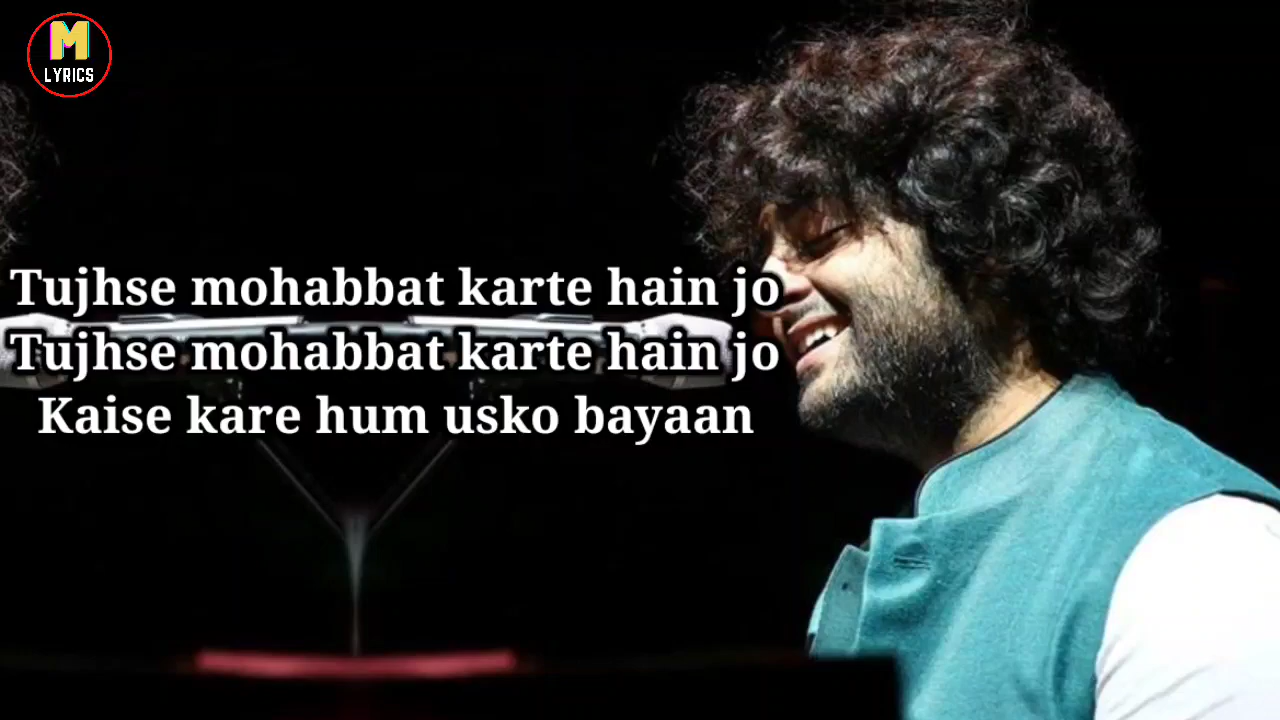 M
LYRICS
Tujhse mohabbat karte hain jo
Tujhse mohabbat karte hain jo
Kaise kare hum usko bayaan